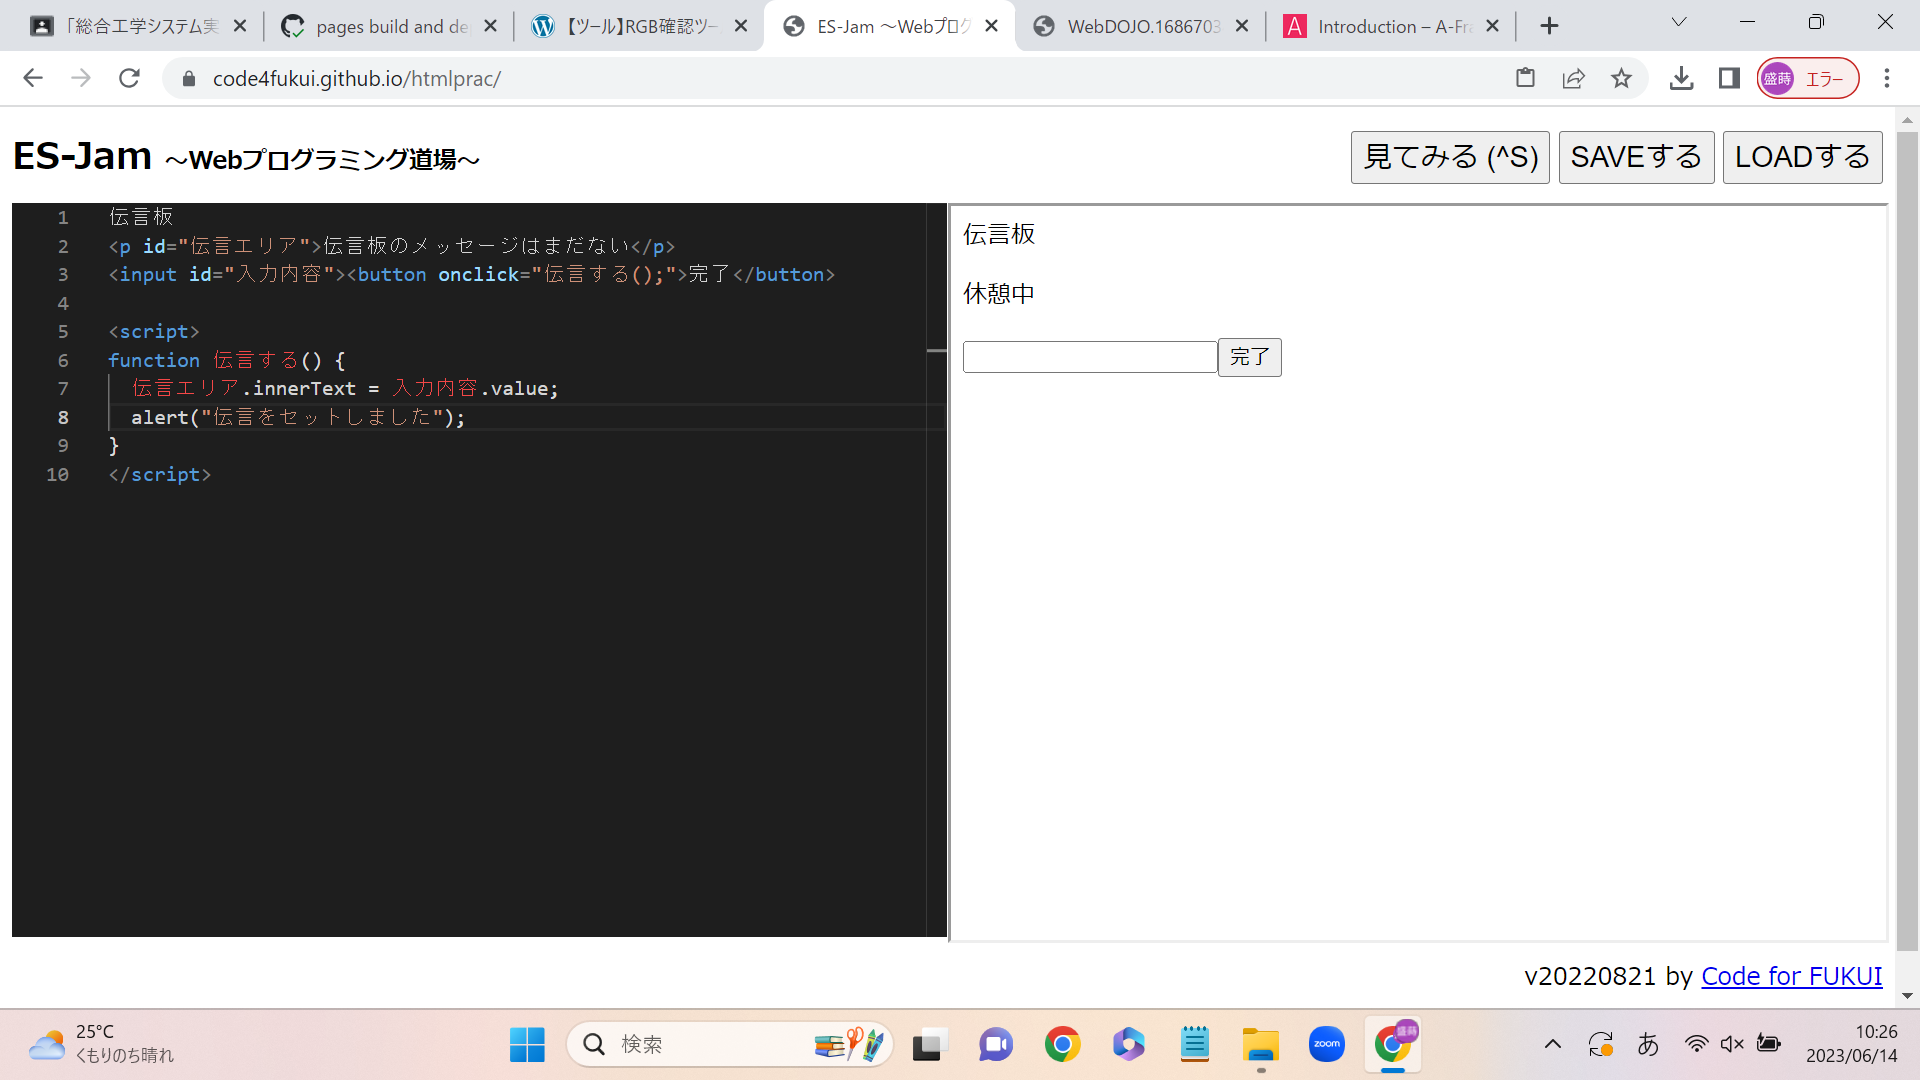 「総合工学システム実
pages build and de
【ツール】RGB確認ツー
ES-Jam ～Webプログ
WebDOJO.1686703
Introduction – A-Fra
code4fukui.github.io/htmlprac/
盛蒔 エラー
ES-Jam ～Webプログラミング道場～
見てみる (^S)
SAVEする
LOADする
1 伝言板
2 <p id="伝言エリア">伝言板のメッセージはまだない</p>
3 <input id="入力内容"><button onclick="伝言する();">完了</button>
4
5 <script>
6 function 伝言する() {
7 伝言エリア.innerText = 入力内容.value;
8 alert("伝言をセットしました");
9 }
10 </script>
伝言板
休憩中
完了
v20220821 by Code for FUKUI
25°C
くもりのち晴れ
検索
zoom
盛蒔
あ
10:26
2023/06/14